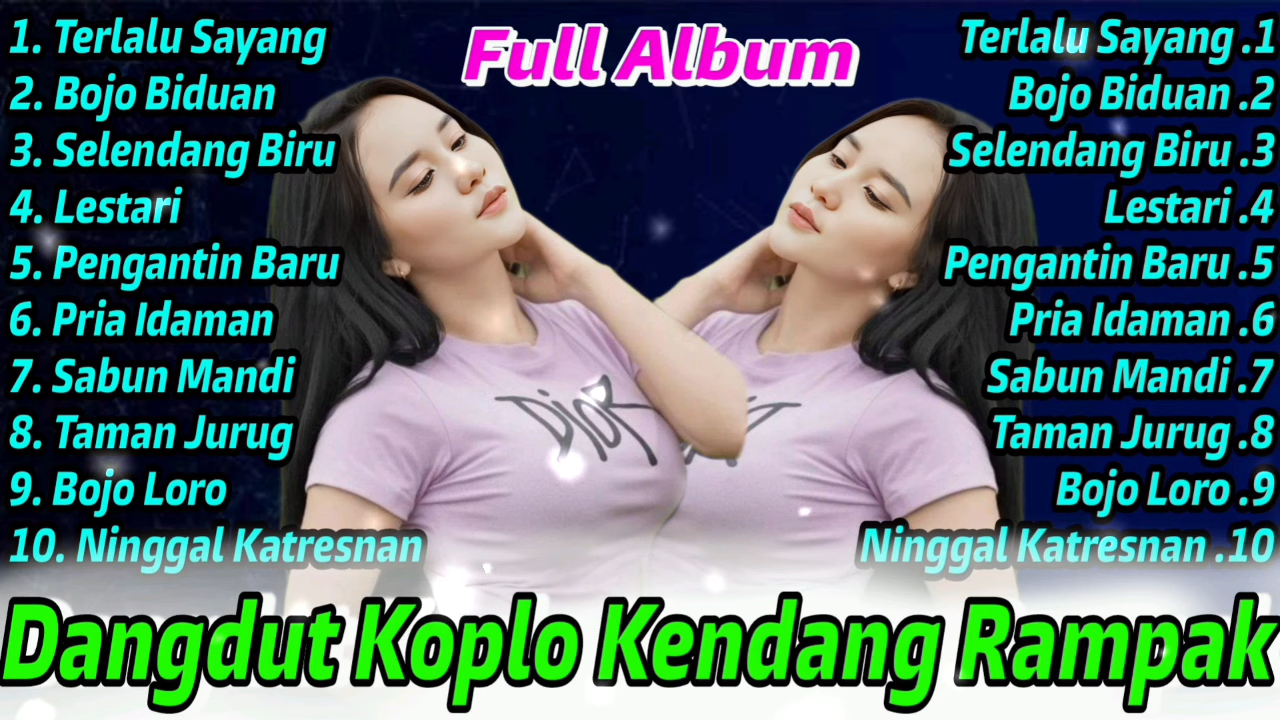 Full Album
1. Terlalu Sayang
2. Bojo Biduan
3. Selendang Biru
4. Lestari
5. Pengantin Baru
6. Pria Idaman
7. Sabun Mandi
8. Taman Jurug
9. Bojo Loro
10. Ninggal Katresnan
Terlalu Sayang .1
Bojo Biduan .2
Selendang Biru .3
Lestari .4
Pengantin Baru .5
Pria Idaman .6
Sabun Mandi .7
Taman Jurug .8
Bojo Loro .9
Ninggal Katresnan .10
DioR
Dangdut Koplo Kendang Rampak